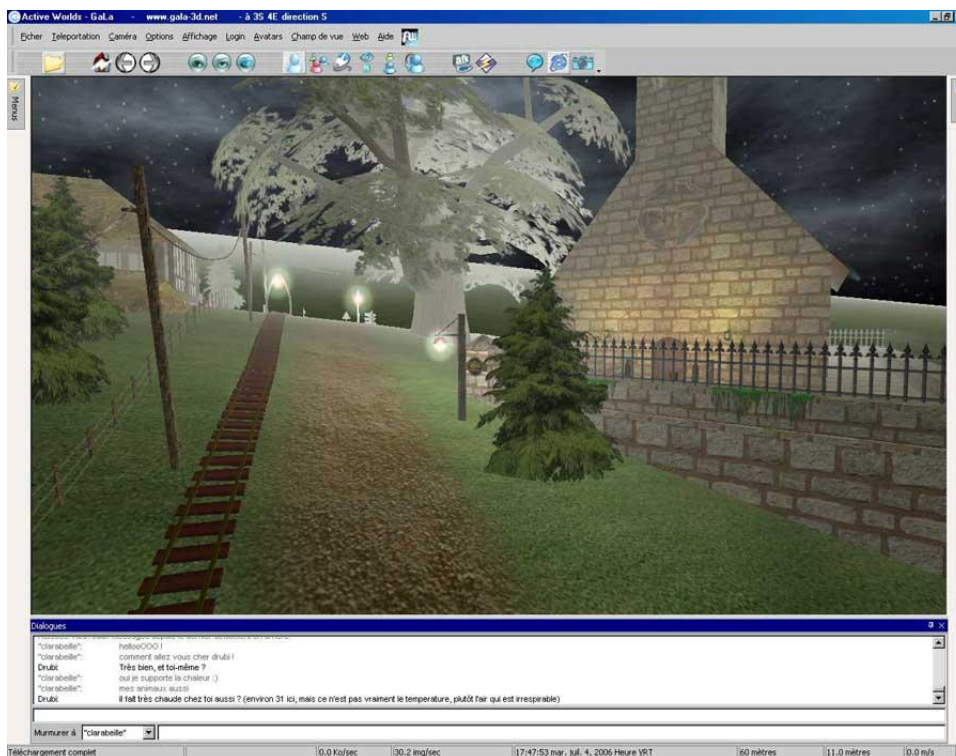 Active Worlds - GaLa - www.gala-3d.net - à 3S 4E direction S
Ficher Teleportation Caméra Options Affichage Login Avatars Champ de vue Web Aide
Menus
Dialogues
"clarabeille": hellooOOO !
"clarabeille": comment allez vous cher drubi !
Drubi: Très bien, et toi-même ?
"clarabeille": oui je supporte la chaleur :)
"clarabeille": mes animaux aussi
Drubi: il fait très chaude chez toi aussi ? (environ 31 ici, mais ce n'est pas vraiment le temperature, plutôt l'air qui est irrespirable)
Murmurer à "clarabeille"
Téléchargement complet 0.0 Ko/sec 30.2 img/sec 17:47:53 mar. juil. 4, 2006 Heure VRT 60 mètres 11.0 mètres 0.0 m/s